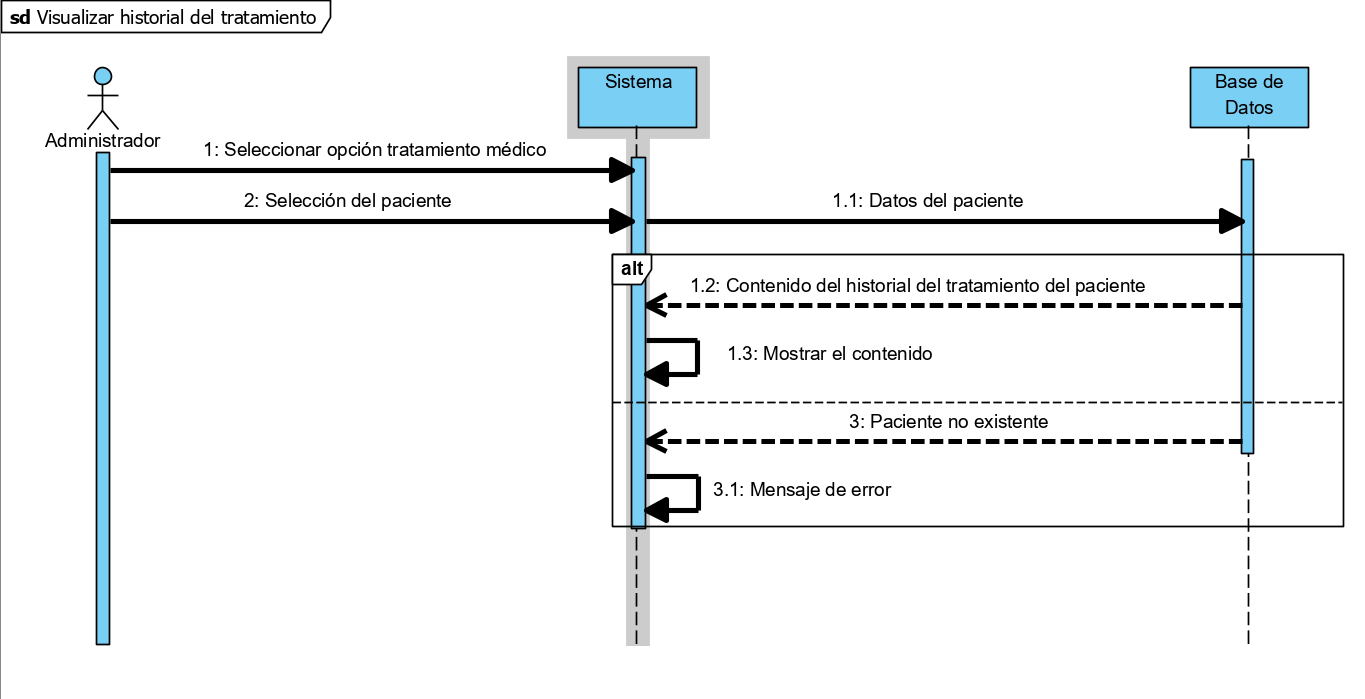 sd Visualizar historial del tratamiento
Sistema
Base de
Datos
Administrador
1: Seleccionar opción tratamiento médico
2: Selección del paciente
1.1: Datos del paciente
alt
1.2: Contenido del historial del tratamiento del paciente
1.3: Mostrar el contenido
3: Paciente no existente
3.1: Mensaje de error